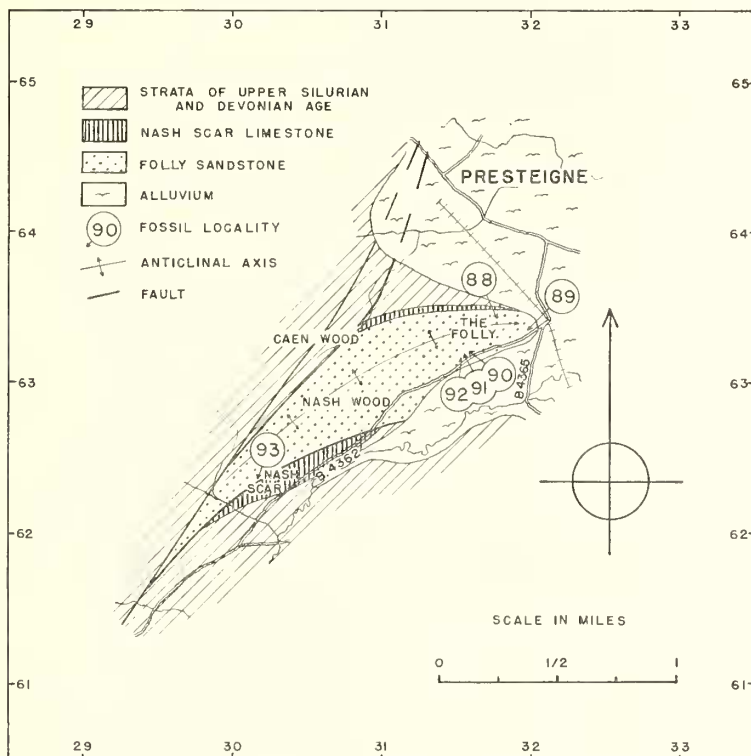 29 30 31 32 33
65
STRATA OF UPPER SILURIAN
AND DEVONIAN AGE
NASH SCAR LIMESTONE
FOLLY SANDSTONE
ALLUVIUM
90 FOSSIL LOCALITY
ANTICLINAL AXIS
FAULT
65
PRESTEIGNE
64
64
88
89
THE
FOLLY
CAEN WOOD
63
63
NASH WOOD
92 91 90
B 4365
93
NASH
SCAR
B. 4362
62
62
SCALE IN MILES
0 1/2 1
61
61
29 30 31 32 33